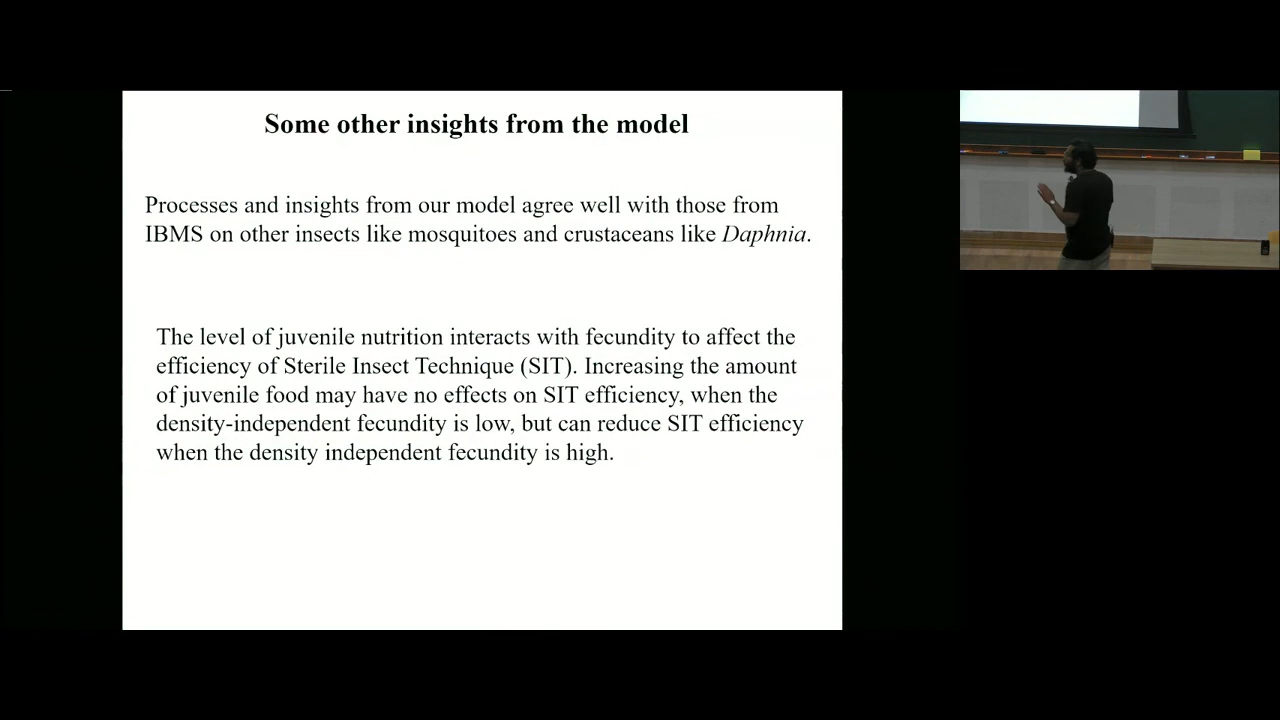 Some other insights from the model
Processes and insights from our model agree well with those from
IBMS on other insects like mosquitoes and crustaceans like Daphnia.
The level of juvenile nutrition interacts with fecundity to affect the
efficiency of Sterile Insect Technique (SIT). Increasing the amount
of juvenile food may have no effects on SIT efficiency, when the
density-independent fecundity is low, but can reduce SIT efficiency
when the density independent fecundity is high.